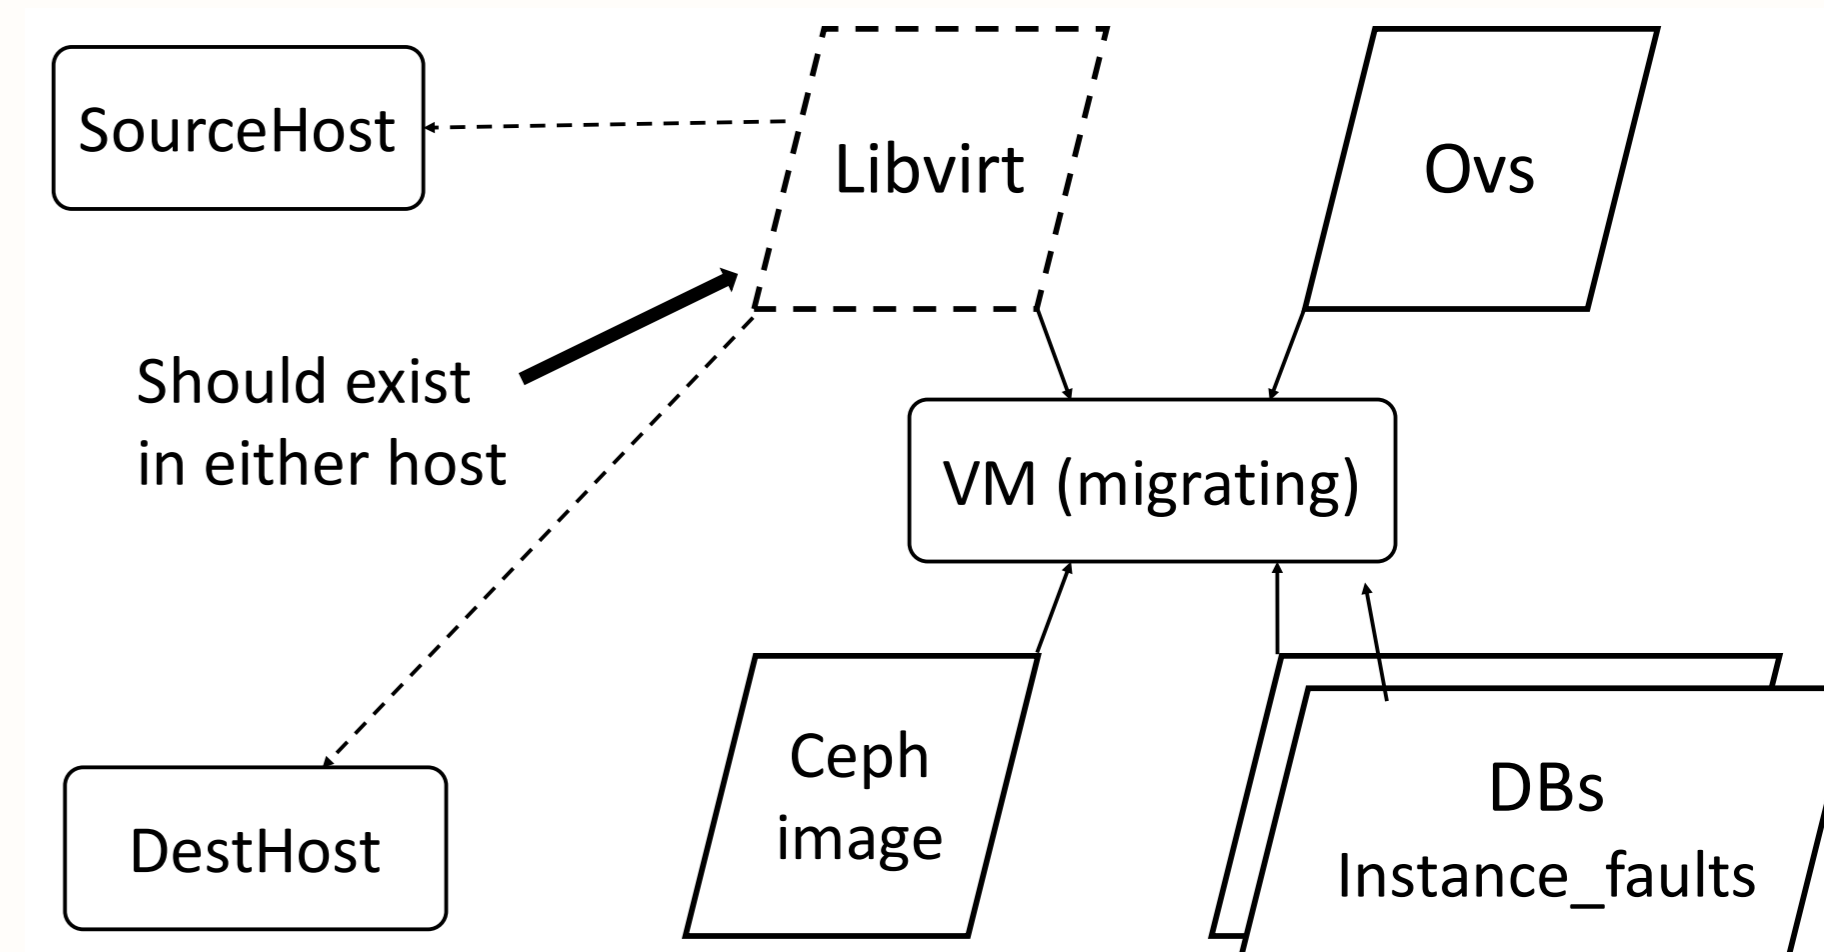 SourceHost
Libvirt
Ovs
Should exist
in either host
VM (migrating)
Ceph
image
DBs
Instance_faults
DestHost